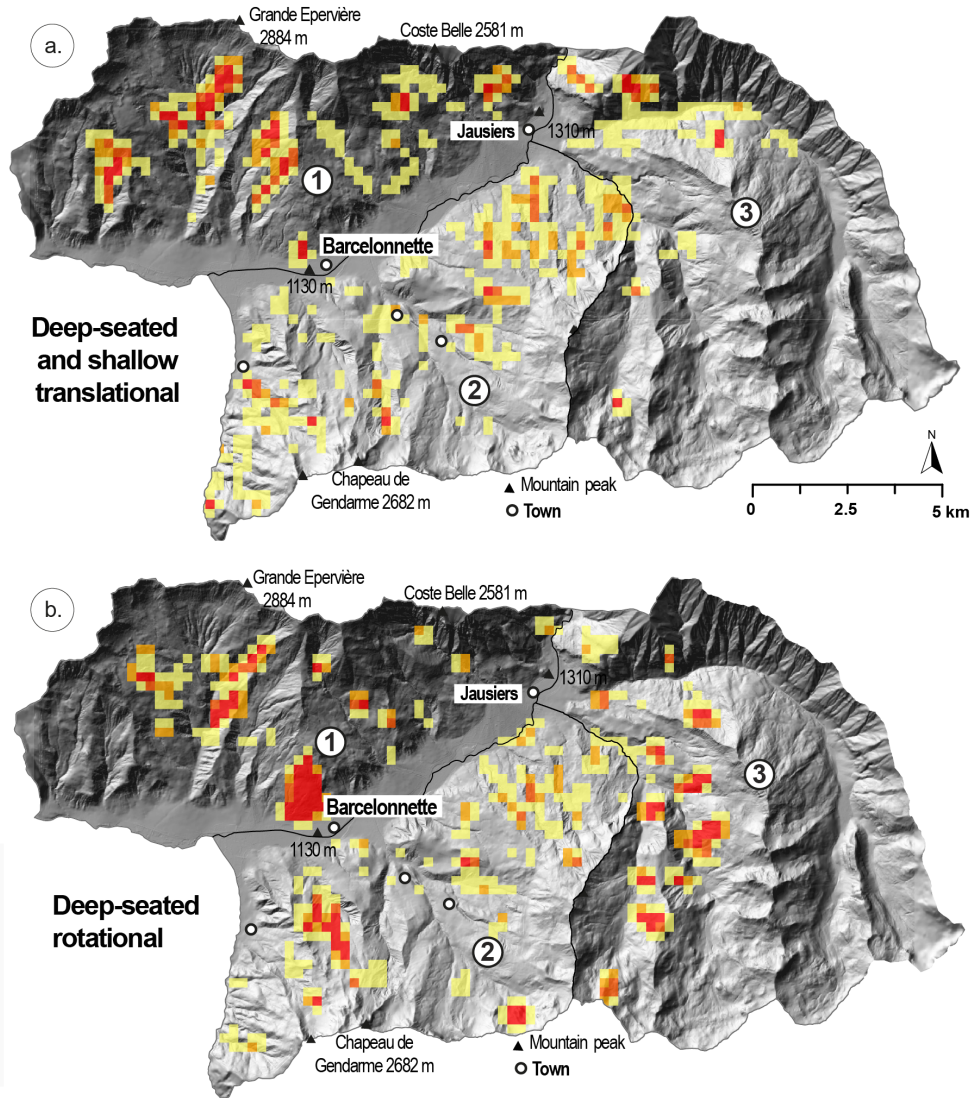 a.
Grande Epervière
2884 m
Coste Belle 2581 m
Jausiers
1310 m
1
3
Barcelonnette
1130 m
Deep-seated
and shallow
translational
2
N
Chapeau de
Gendarme 2682 m
Mountain peak
Town
0 2.5 5 km
b.
Grande Epervière
2884 m
Coste Belle 2581 m
1310 m
Jausiers
1
3
Barcelonnette
1130 m
Deep-seated
rotational
2
Chapeau de
Gendarme 2682 m
Mountain peak
Town